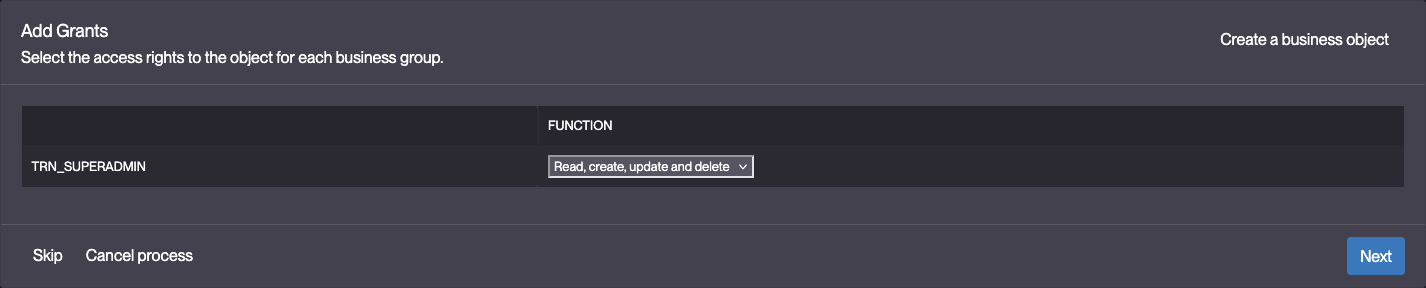 Add Grants
Select the access rights to the object for each business group.
Create a business object
FUNCTION
TRN_SUPERADMIN
Read, create, update and delete
Skip
Cancel process
Next